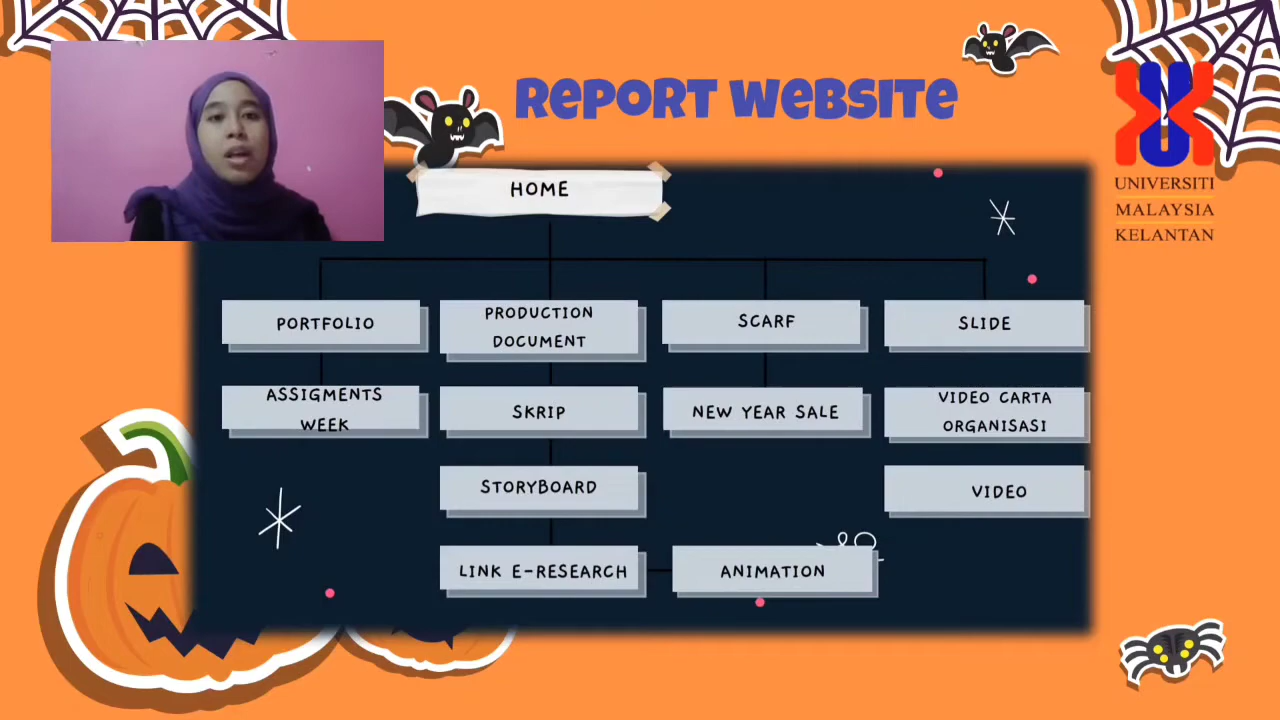 REPORT WEBSITE
UNIVERSITI
MALAYSIA
KELANTAN
HOME
PORTFOLIO
PRODUCTION
DOCUMENT
SCARF
SLIDE
ASSIGMENTS
WEEK
SKRIP
NEW YEAR SALE
VIDEO CARTA
ORGANISASI
STORYBOARD
VIDEO
LINK E-RESEARCH
ANIMATION